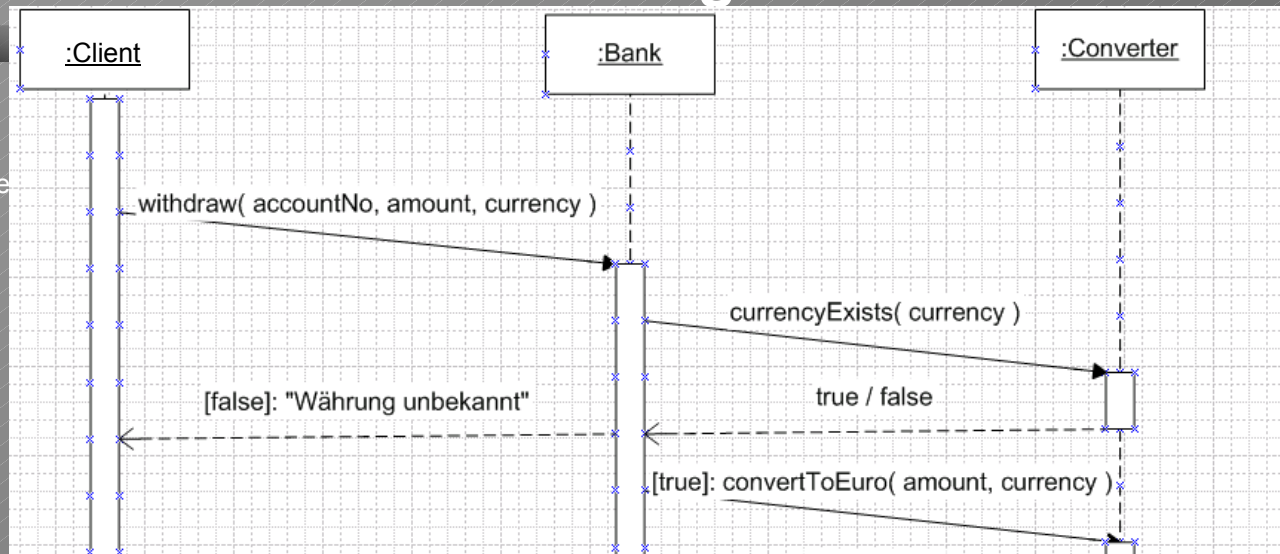 :Client
:Bank
:Converter
withdraw( accountNo, amount, currency )
currencyExists( currency )
true / false
[false]: "Währung unbekannt"
[true]: convertToEuro( amount, currency )